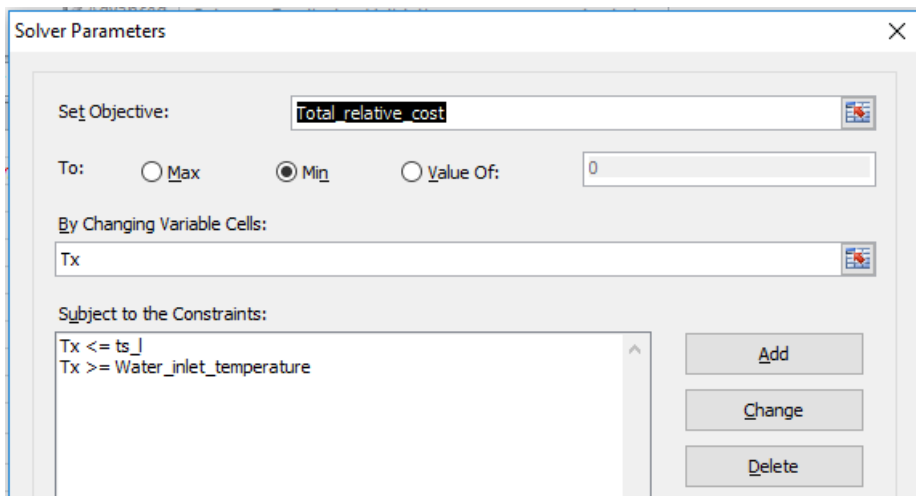 Solver Parameters
Set Objective:
Total_relative_cost
To:
Max
Min
Value Of:
0
By Changing Variable Cells:
Tx
Subject to the Constraints:
Tx <= ts_l
Tx >= Water_inlet_temperature
Add
Change
Delete